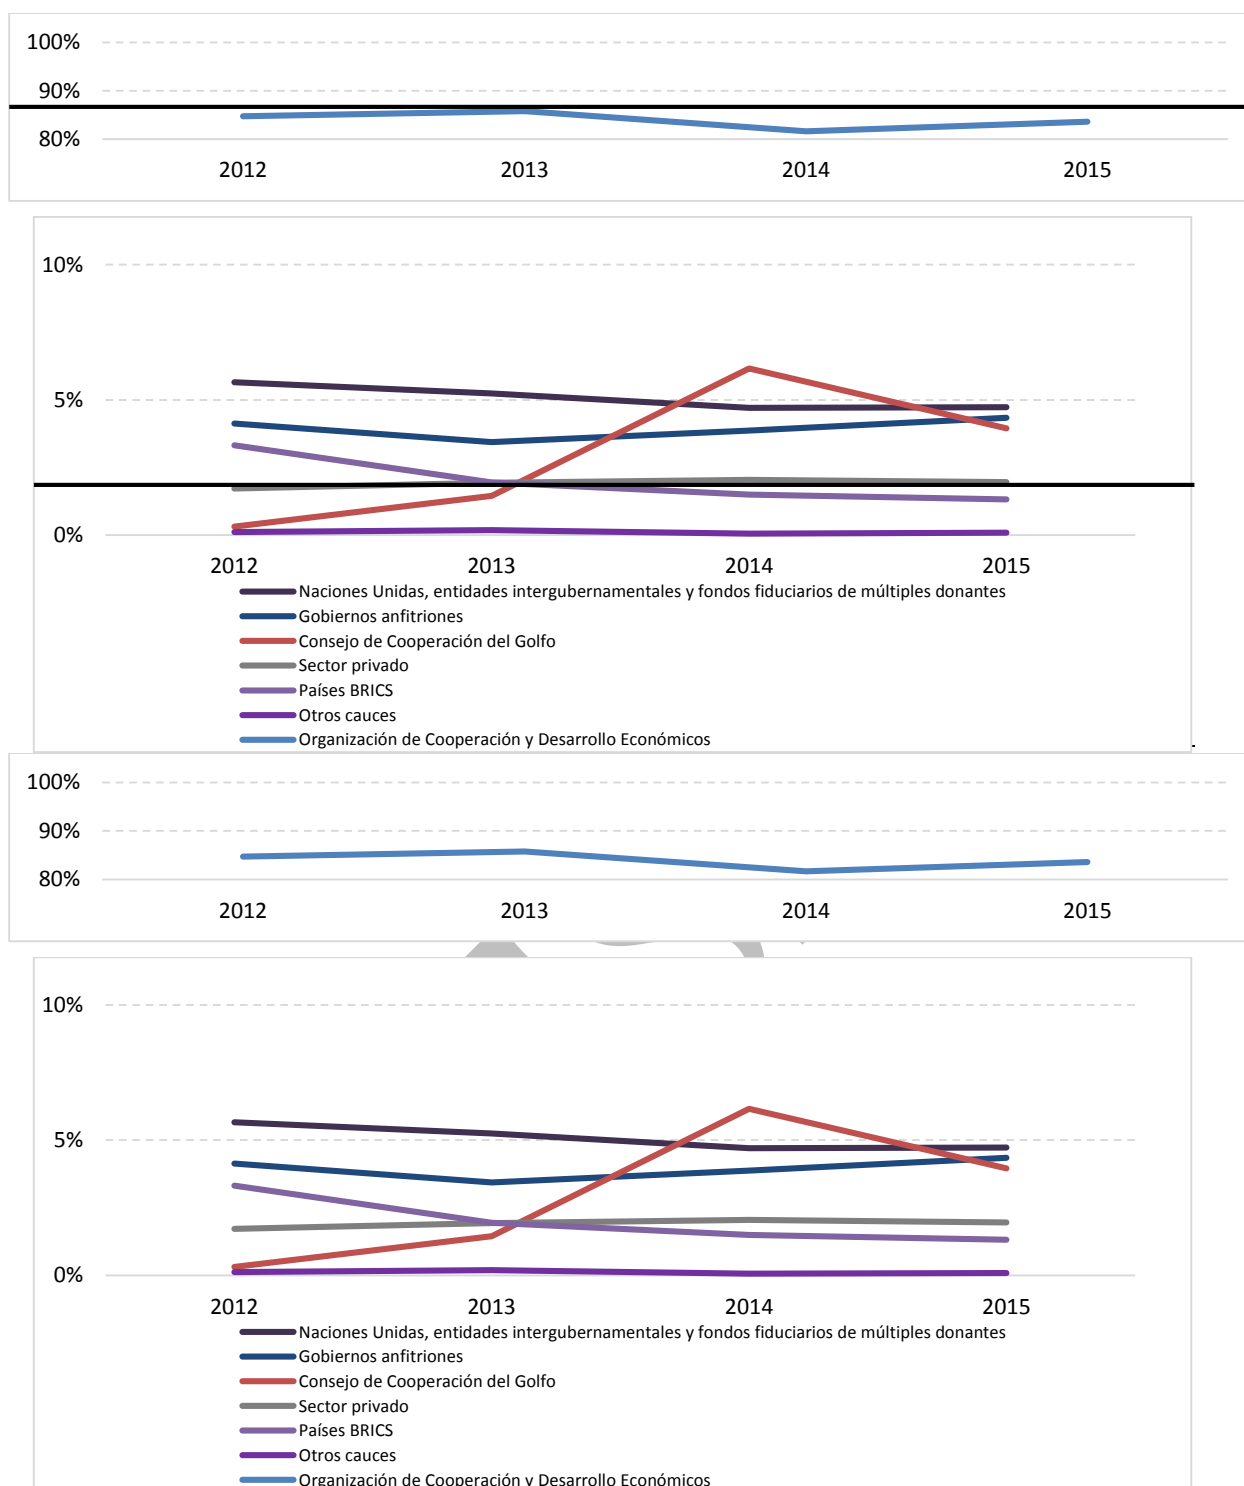 100%
90%
80%
2012 2013 2014 2015
10%
5%
0%
2012 2013 2014 2015
Naciones Unidas, entidades intergubernamentales y fondos fiduciarios de múltiples donantes
Gobiernos anfitriones
Consejo de Cooperación del Golfo
Sector privado
Países BRICS
Otros cauces
Organización de Cooperación y Desarrollo Económicos
100%
90%
80%
2012 2013 2014 2015
10%
5%
0%
2012 2013 2014 2015
Naciones Unidas, entidades intergubernamentales y fondos fiduciarios de múltiples donantes
Gobiernos anfitriones
Consejo de Cooperación del Golfo
Sector privado
Países BRICS
Otros cauces
Organización de Cooperación y Desarrollo Económicos